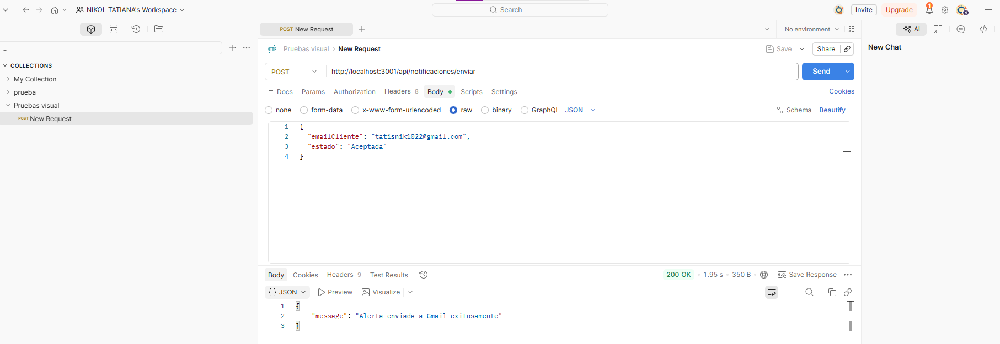 NIKOL TATIANA's Workspace
Search
Invite
Upgrade
1
N
POST New Request
No environment
AI
COLLECTIONS
My Collection
prueba
Pruebas visual
POST New Request
HTTP Pruebas visual > New Request
Save
Share
POST
http://localhost:3001/api/notificaciones/enviar
Send
Docs Params Authorization Headers 8 Body Scripts Settings
Cookies
none form-data x-www-form-urlencoded raw binary GraphQL JSON
Schema Beautify
1 {
2 "emailCliente": "tatisnik1022@gmail.com",
3 "estado": "Aceptada"
4 }
Body Cookies Headers 9 Test Results
200 OK • 1.95 s • 350 B
e.g. Save Response
{} JSON Preview Visualize
1 {
2 "message": "Alerta enviada a Gmail exitosamente"
3 }
New Chat